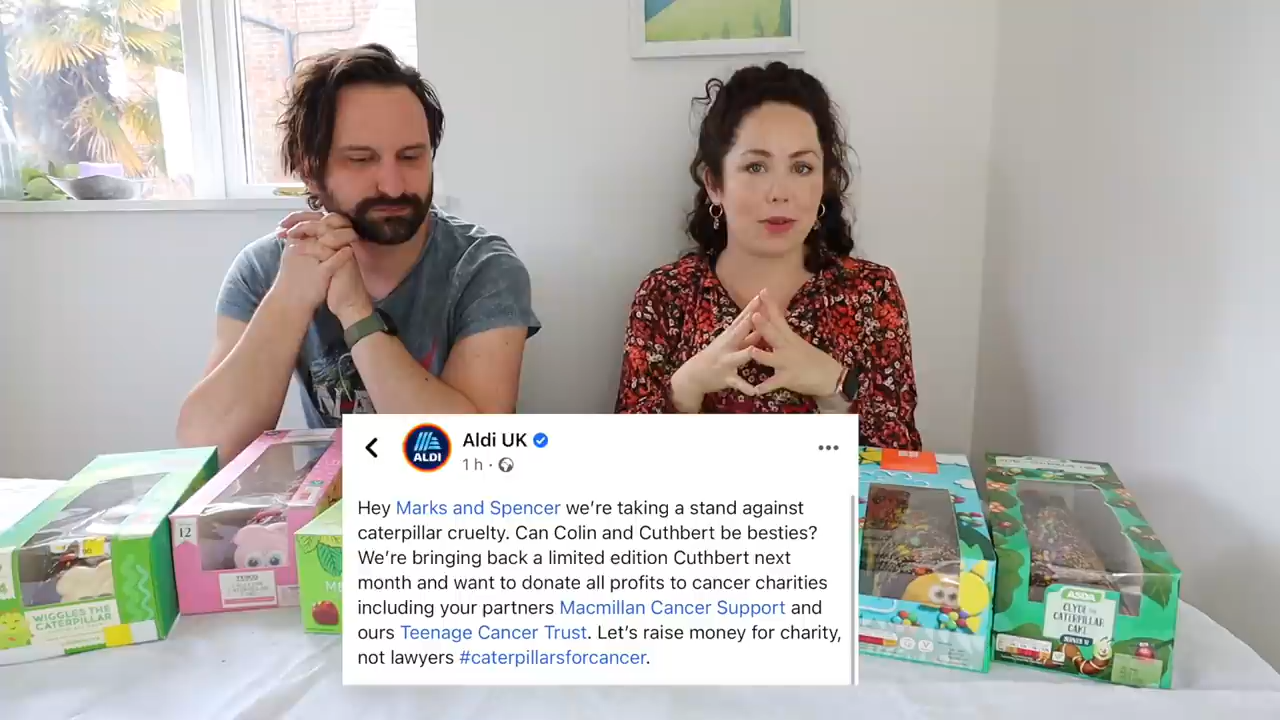 Aldi UK
1 h ·
ALDI
Hey Marks and Spencer we're taking a stand against
caterpillar cruelty. Can Colin and Cuthbert be besties?
We're bringing back a limited edition Cuthbert next
month and want to donate all profits to cancer charities
including your partners Macmillan Cancer Support and
ours Teenage Cancer Trust. Let's raise money for charity,
not lawyers #caterpillarsforcancer.
WIGGLES THE
CATERPILLAR
12
TESCO
ASDA
CLYDE THE
CATERPILLAR
CAKE